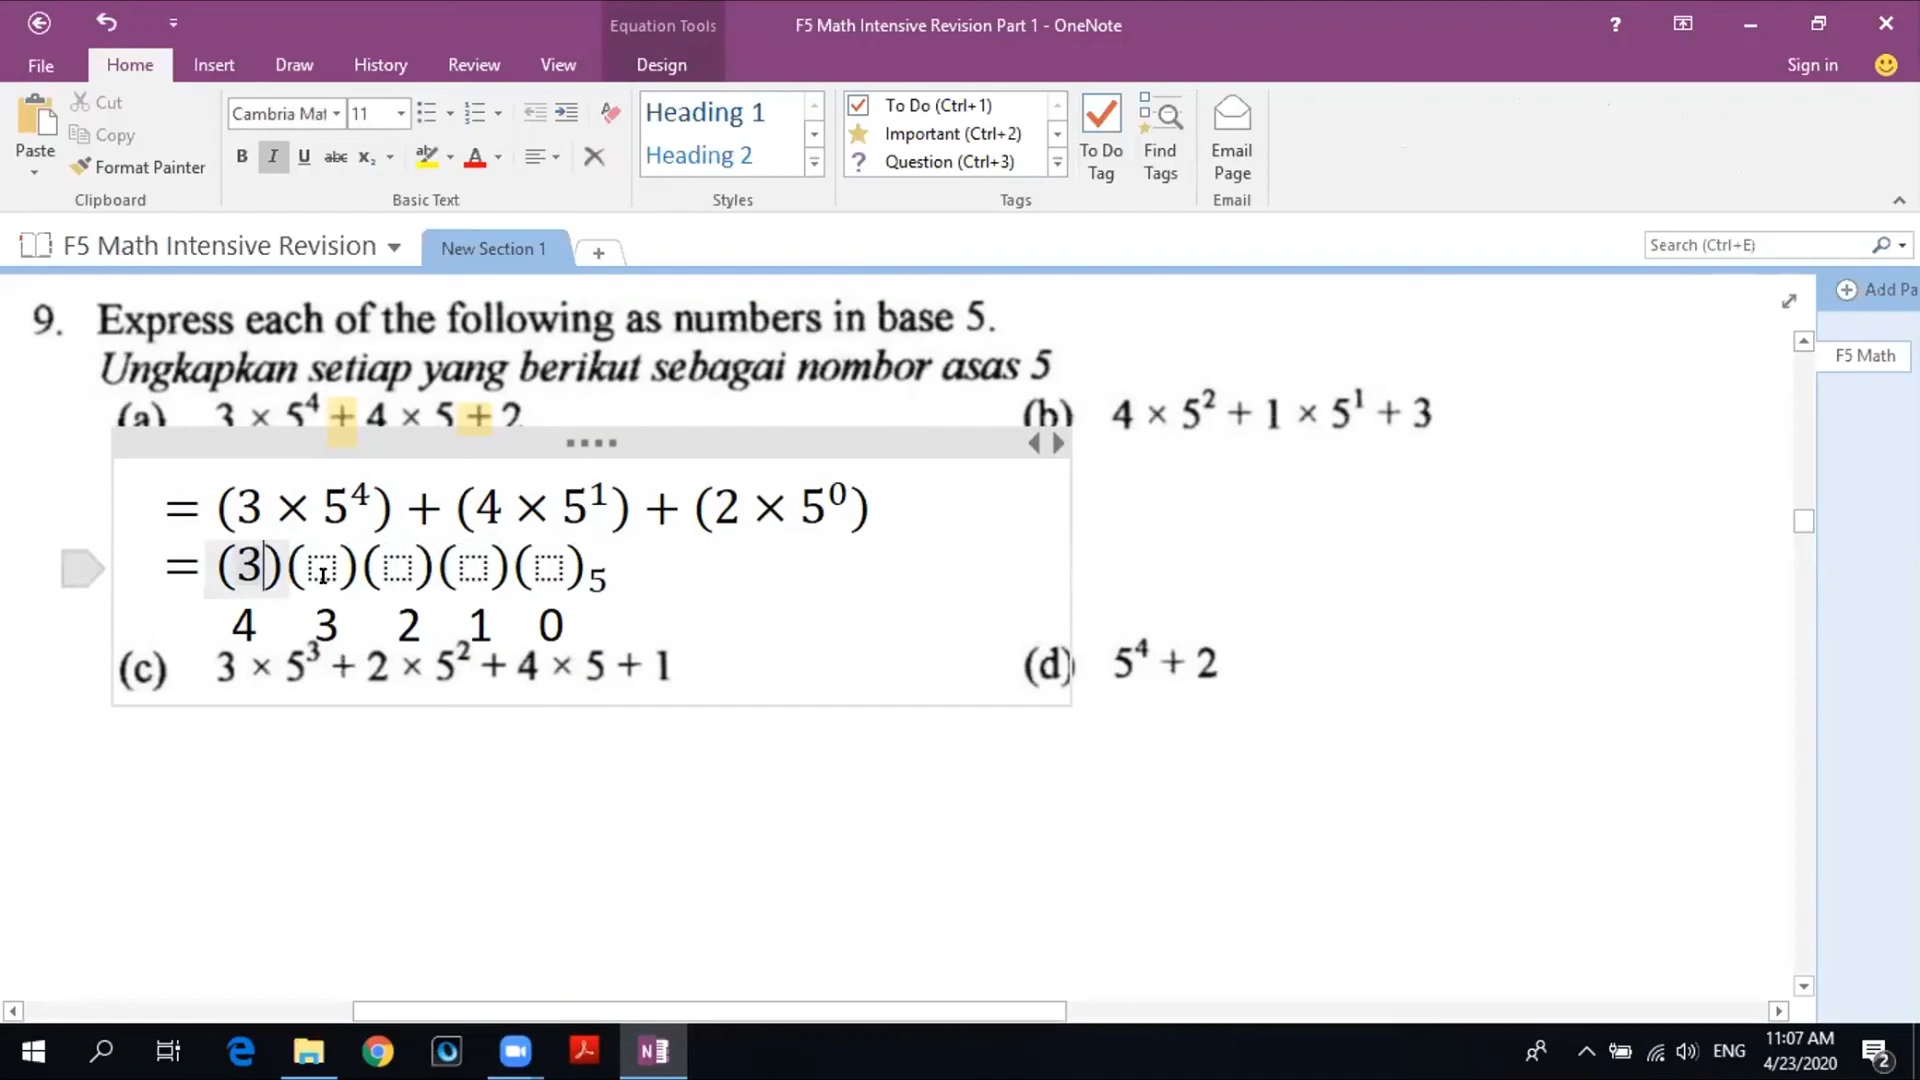 Equation Tools
F5 Math Intensive Revision Part 1 - OneNote
?
File Home Insert Draw History Review View Design
Sign in
Paste
Cut
Copy
Format Painter
Clipboard
Cambria Mat 11
B I U abc x₂ A
Basic Text
Heading 1
Heading 2
Styles
To Do (Ctrl+1)
Important (Ctrl+2)
? Question (Ctrl+3)
Tags
To Do
Tag
Find
Tags
Email
Page
Email
F5 Math Intensive Revision
New Section 1
+
Search (Ctrl+E)
Add Pa
F5 Math
9. Express each of the following as numbers in base 5.
Ungkapkan setiap yang berikut sebagai nombor asas 5
(a) 3 × 5⁴ + 4 × 5 + 2
(b) 4 × 5² + 1 × 5¹ + 3
= (3 × 5⁴) + (4 × 5¹) + (2 × 5⁰)
= (3)(⬚)(⬚)(⬚)(⬚)₅
4 3 2 1 0
(c) 3 × 5³ + 2 × 5² + 4 × 5 + 1
(d) 5⁴ + 2
N
ENG
11:07 AM
4/23/2020
2